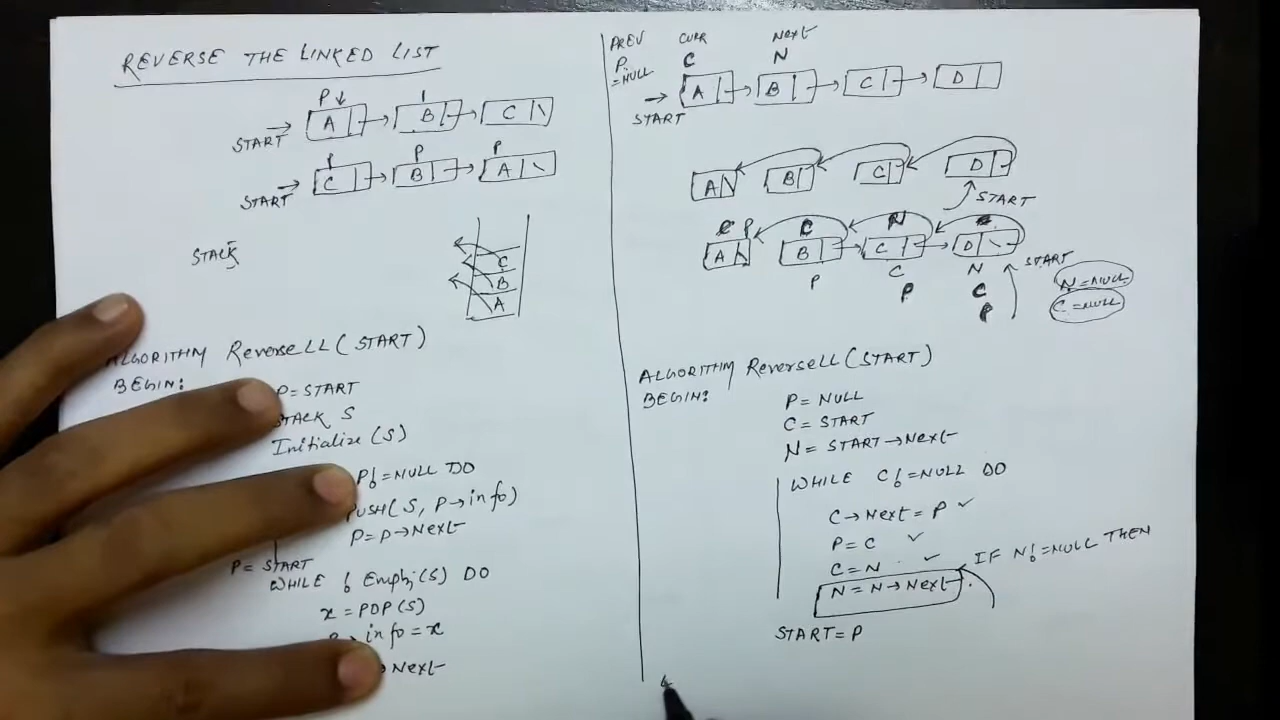 REVERSE THE LINKED LIST
P
START A B C
P P P
START C B A
STACK
C
B
A
ALGORITHM ReverseLL(START)
BEGIN:
P=START
STACK S
Initialize(S)
P!=NULL DO
PUSH(S, P→info)
P=P→Next
P=START
WHILE ! Empty(S) DO
x=POP(S)
info=x
→Next
PREV CURR Next
P C N
=NULL
START A B C D
A B C D
START
C P C N
A B C D
START
P C N
P C
P
N=NULL
C=NULL
ALGORITHM ReverseLL(START)
BEGIN:
P=NULL
C=START
N=START→Next
WHILE C!=NULL DO
C→Next=P ✓
P=C ✓
C=N ✓
IF N!=NULL THEN
N=N→Next
START=P